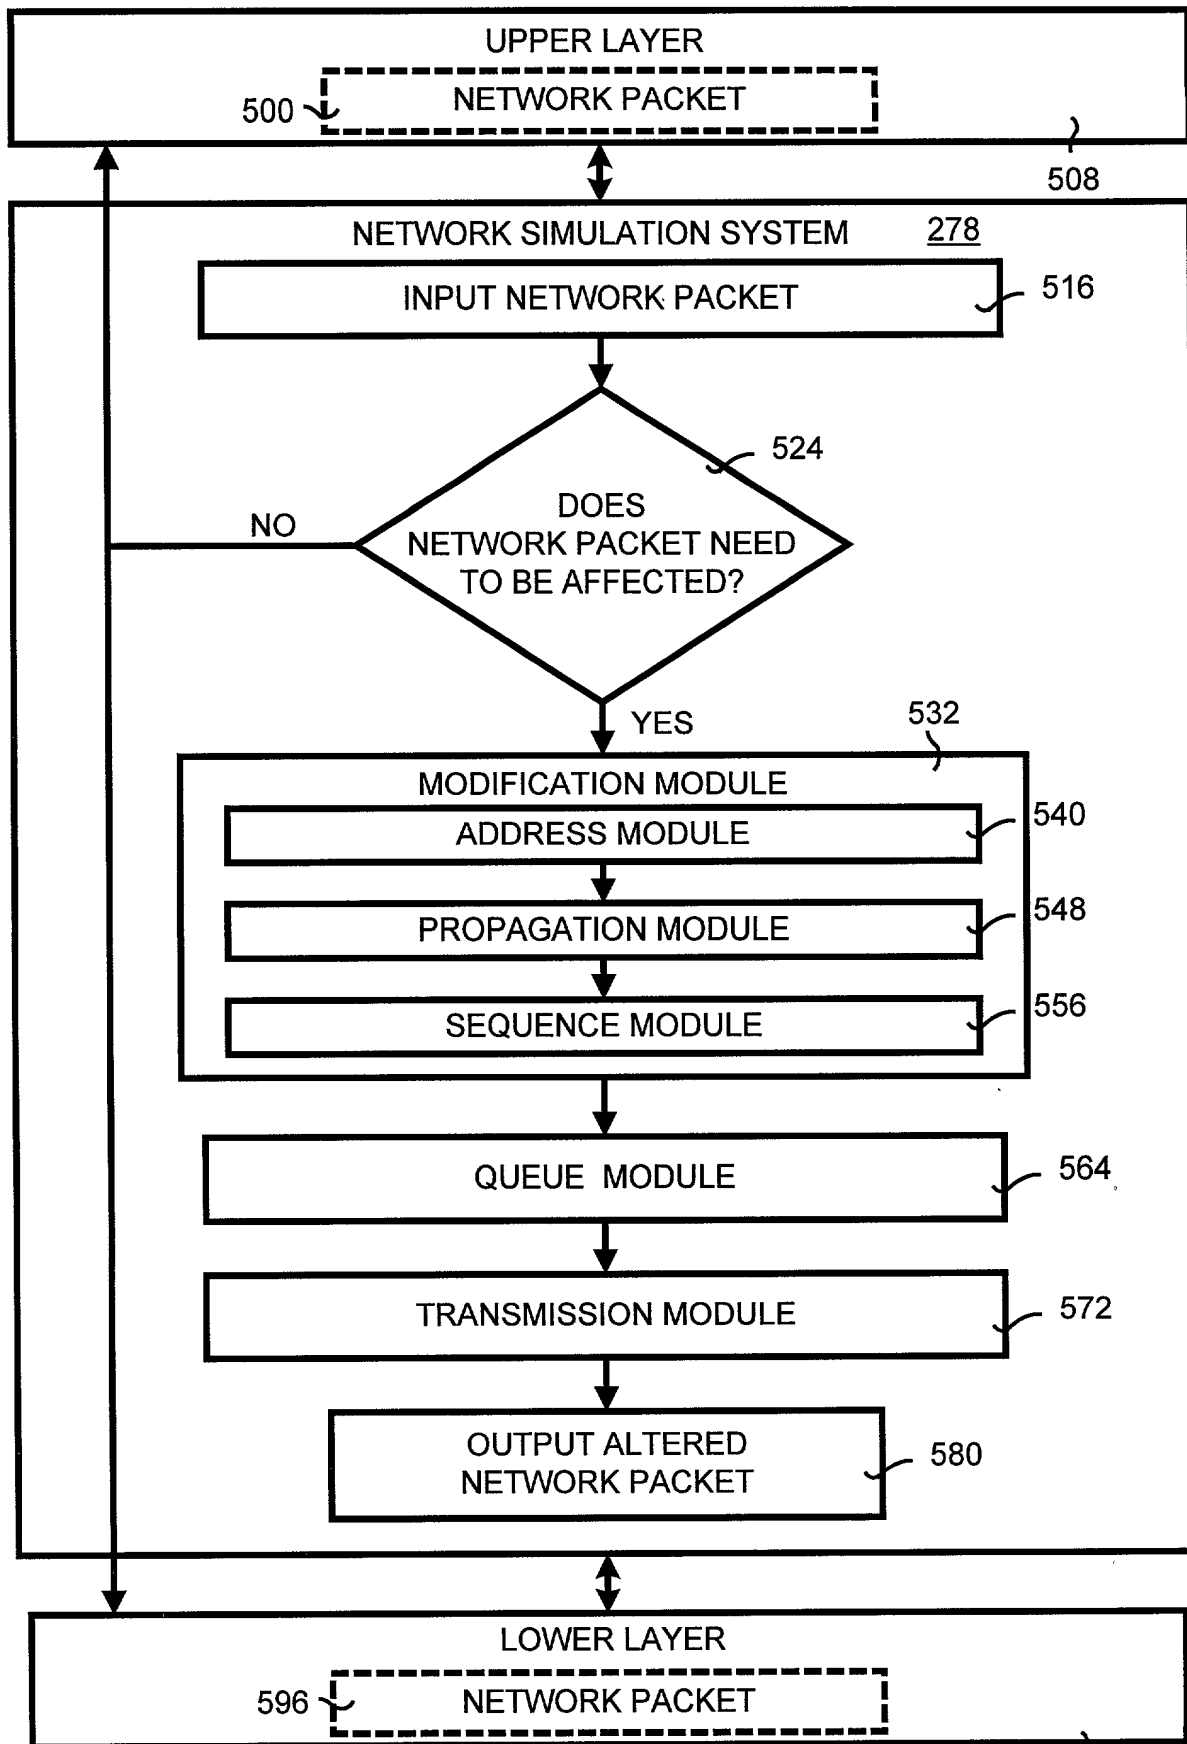 UPPER LAYER
NETWORK PACKET
500
508
NETWORK SIMULATION SYSTEM 278
INPUT NETWORK PACKET
516
524
DOES
NETWORK PACKET NEED
TO BE AFFECTED?
NO
YES
532
MODIFICATION MODULE
ADDRESS MODULE
540
PROPAGATION MODULE
548
SEQUENCE MODULE
556
QUEUE MODULE
564
TRANSMISSION MODULE
572
OUTPUT ALTERED
NETWORK PACKET
580
LOWER LAYER
596
NETWORK PACKET